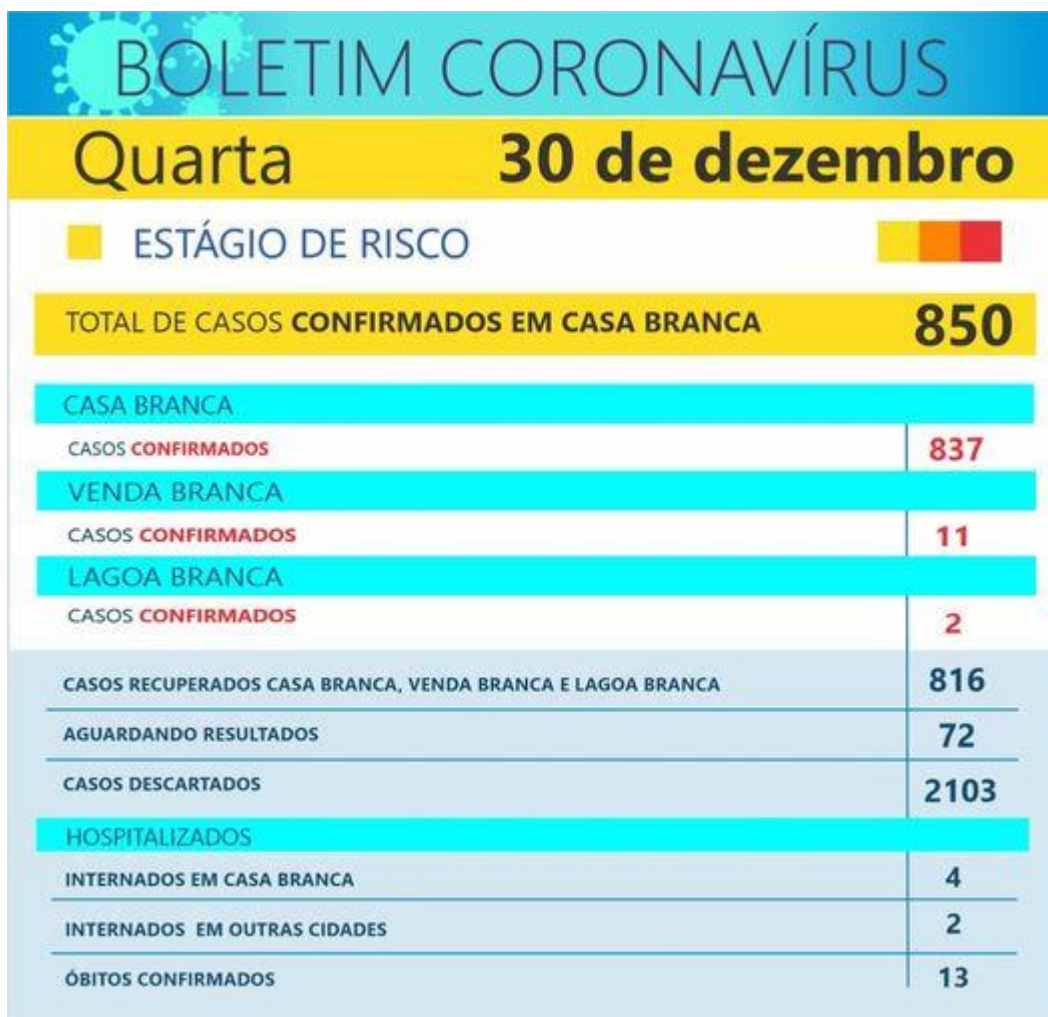 BOLETIM CORONAVÍRUS
Quarta 30 de dezembro
ESTÁGIO DE RISCO
TOTAL DE CASOS CONFIRMADOS EM CASA BRANCA 850
CASA BRANCA
CASOS CONFIRMADOS 837
VENDA BRANCA
CASOS CONFIRMADOS 11
LAGOA BRANCA
CASOS CONFIRMADOS 2
CASOS RECUPERADOS CASA BRANCA, VENDA BRANCA E LAGOA BRANCA 816
AGUARDANDO RESULTADOS 72
CASOS DESCARTADOS 2103
HOSPITALIZADOS
INTERNADOS EM CASA BRANCA 4
INTERNADOS EM OUTRAS CIDADES 2
ÓBITOS CONFIRMADOS 13